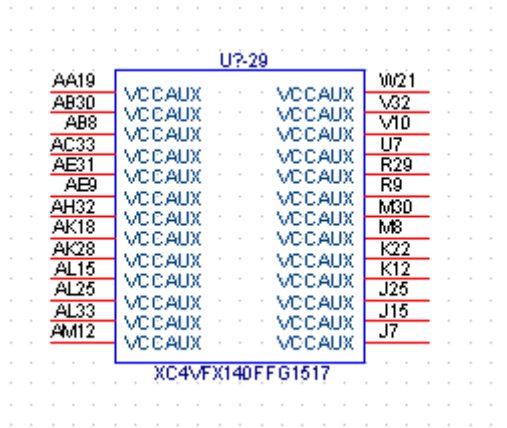 U?-29
AA19 VCCAUX VCCAUX W21
AB30 VCCAUX VCCAUX V32
AB8 VCCAUX VCCAUX V10
AC33 VCCAUX VCCAUX U7
AE31 VCCAUX VCCAUX R29
AE9 VCCAUX VCCAUX R9
AH32 VCCAUX VCCAUX M30
AK18 VCCAUX VCCAUX M8
AK28 VCCAUX VCCAUX K22
AL15 VCCAUX VCCAUX K12
AL25 VCCAUX VCCAUX J25
AL33 VCCAUX VCCAUX J15
AM12 VCCAUX VCCAUX J7
XC4VFX140FFG1517